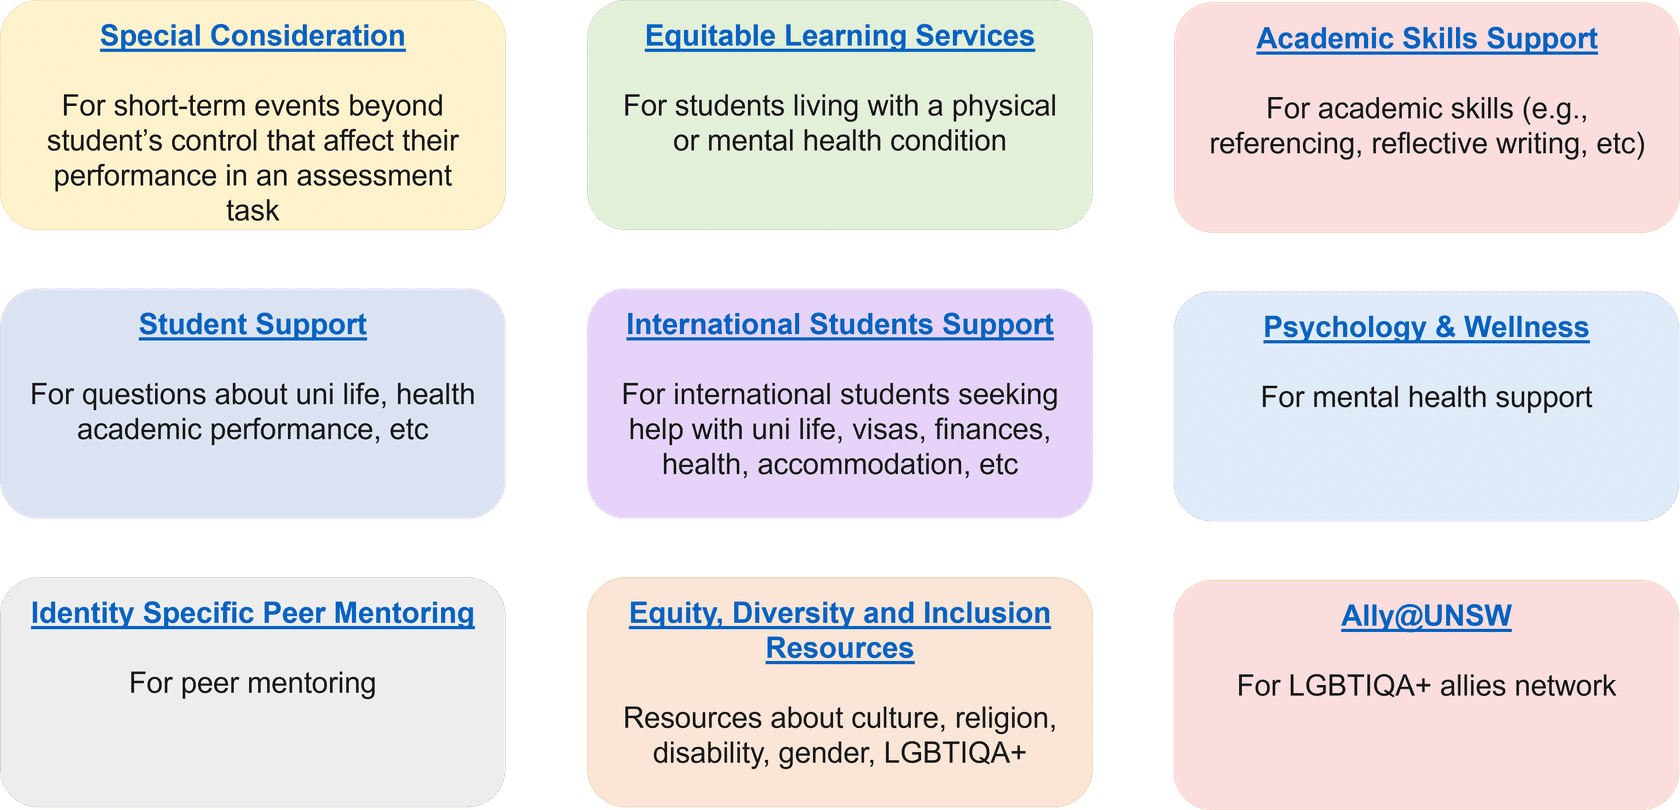 Special Consideration
For short-term events beyond
student’s control that affect their
performance in an assessment
task
Equitable Learning Services
For students living with a physical
or mental health condition
Academic Skills Support
For academic skills (e.g.,
referencing, reflective writing, etc)
Student Support
For questions about uni life, health
academic performance, etc
International Students Support
For international students seeking
help with uni life, visas, finances,
health, accommodation, etc
Psychology & Wellness
For mental health support
Identity Specific Peer Mentoring
For peer mentoring
Equity, Diversity and Inclusion
Resources
Resources about culture, religion,
disability, gender, LGBTIQA+
Ally@UNSW
For LGBTIQA+ allies network